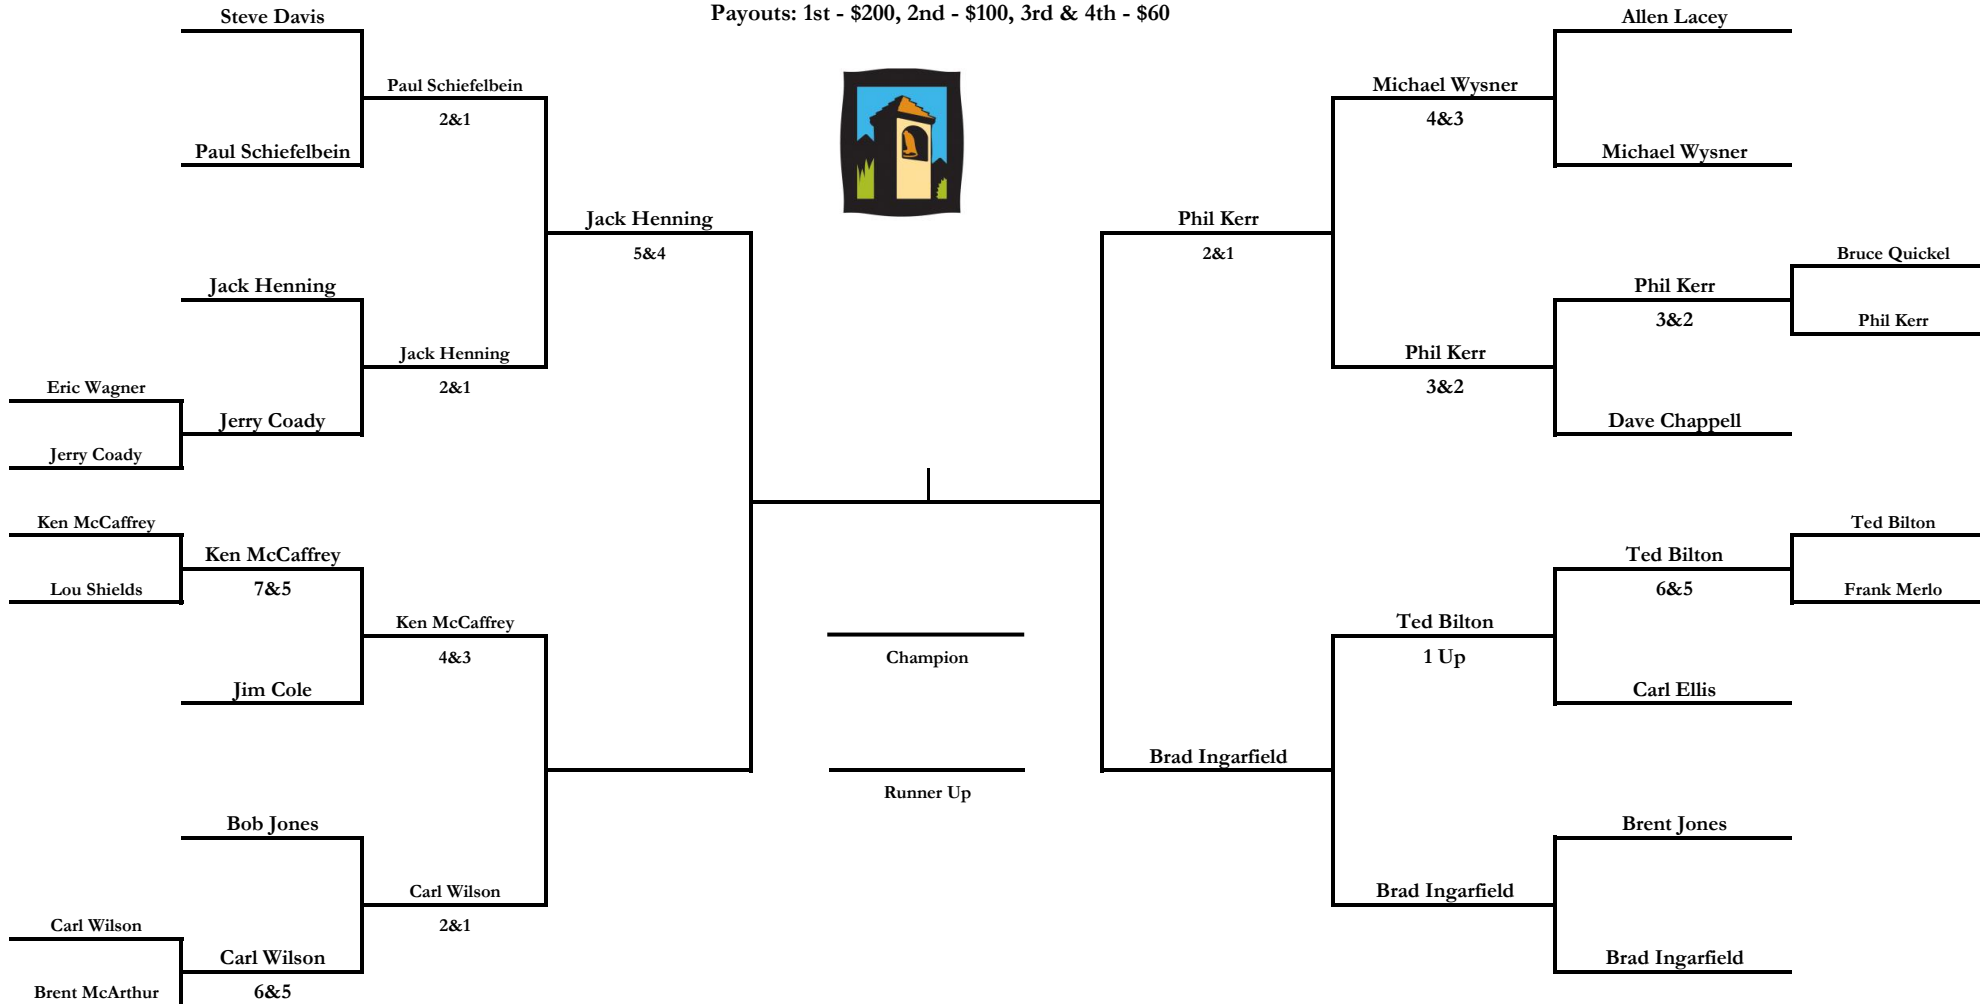 Payouts: 1st - $200, 2nd - $100, 3rd & 4th - $60
Steve Davis
Paul Schiefelbein
2&1
Paul Schiefelbein
Jack Henning
5&4
Jack Henning
Jack Henning
2&1
Eric Wagner
Jerry Coady
Jerry Coady
Ken McCaffrey
Ken McCaffrey
7&5
Lou Shields
Ken McCaffrey
4&3
Jim Cole
Bob Jones
Carl Wilson
2&1
Carl Wilson
Carl Wilson
6&5
Brent McArthur
Champion
Runner Up
Allen Lacey
Michael Wysner
4&3
Michael Wysner
Phil Kerr
2&1
Bruce Quickel
Phil Kerr
3&2
Phil Kerr
Phil Kerr
3&2
Dave Chappell
Ted Bilton
Ted Bilton
6&5
Frank Merlo
Ted Bilton
1 Up
Carl Ellis
Brad Ingarfield
Brent Jones
Brad Ingarfield
Brad Ingarfield